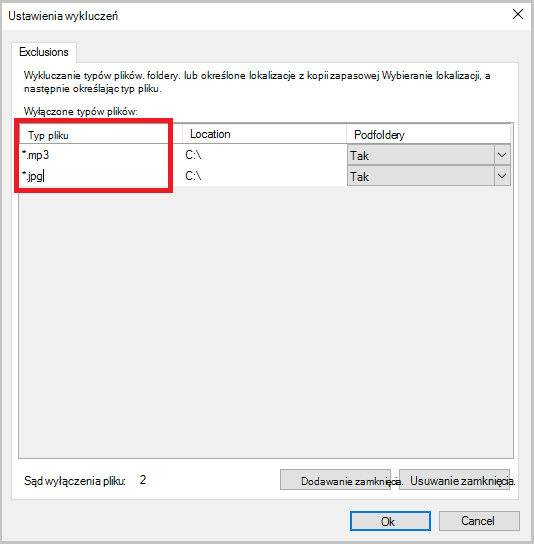 Ustawienia wykluczeń
Exclusions
Wykluczanie typów plików. foldery. lub określone lokalizacje z kopii zapasowej Wybieranie lokalizacji, a
następnie określając typ pliku.
Wyłączone typów plików:
Typ pliku Location Podfoldery
*.mp3 C:\ Tak
*.jpg C:\ Tak
Sąd wyłączenia pliku: 2
Dodawanie zamknięcia. Usuwanie zamknięcia.
Ok Cancel